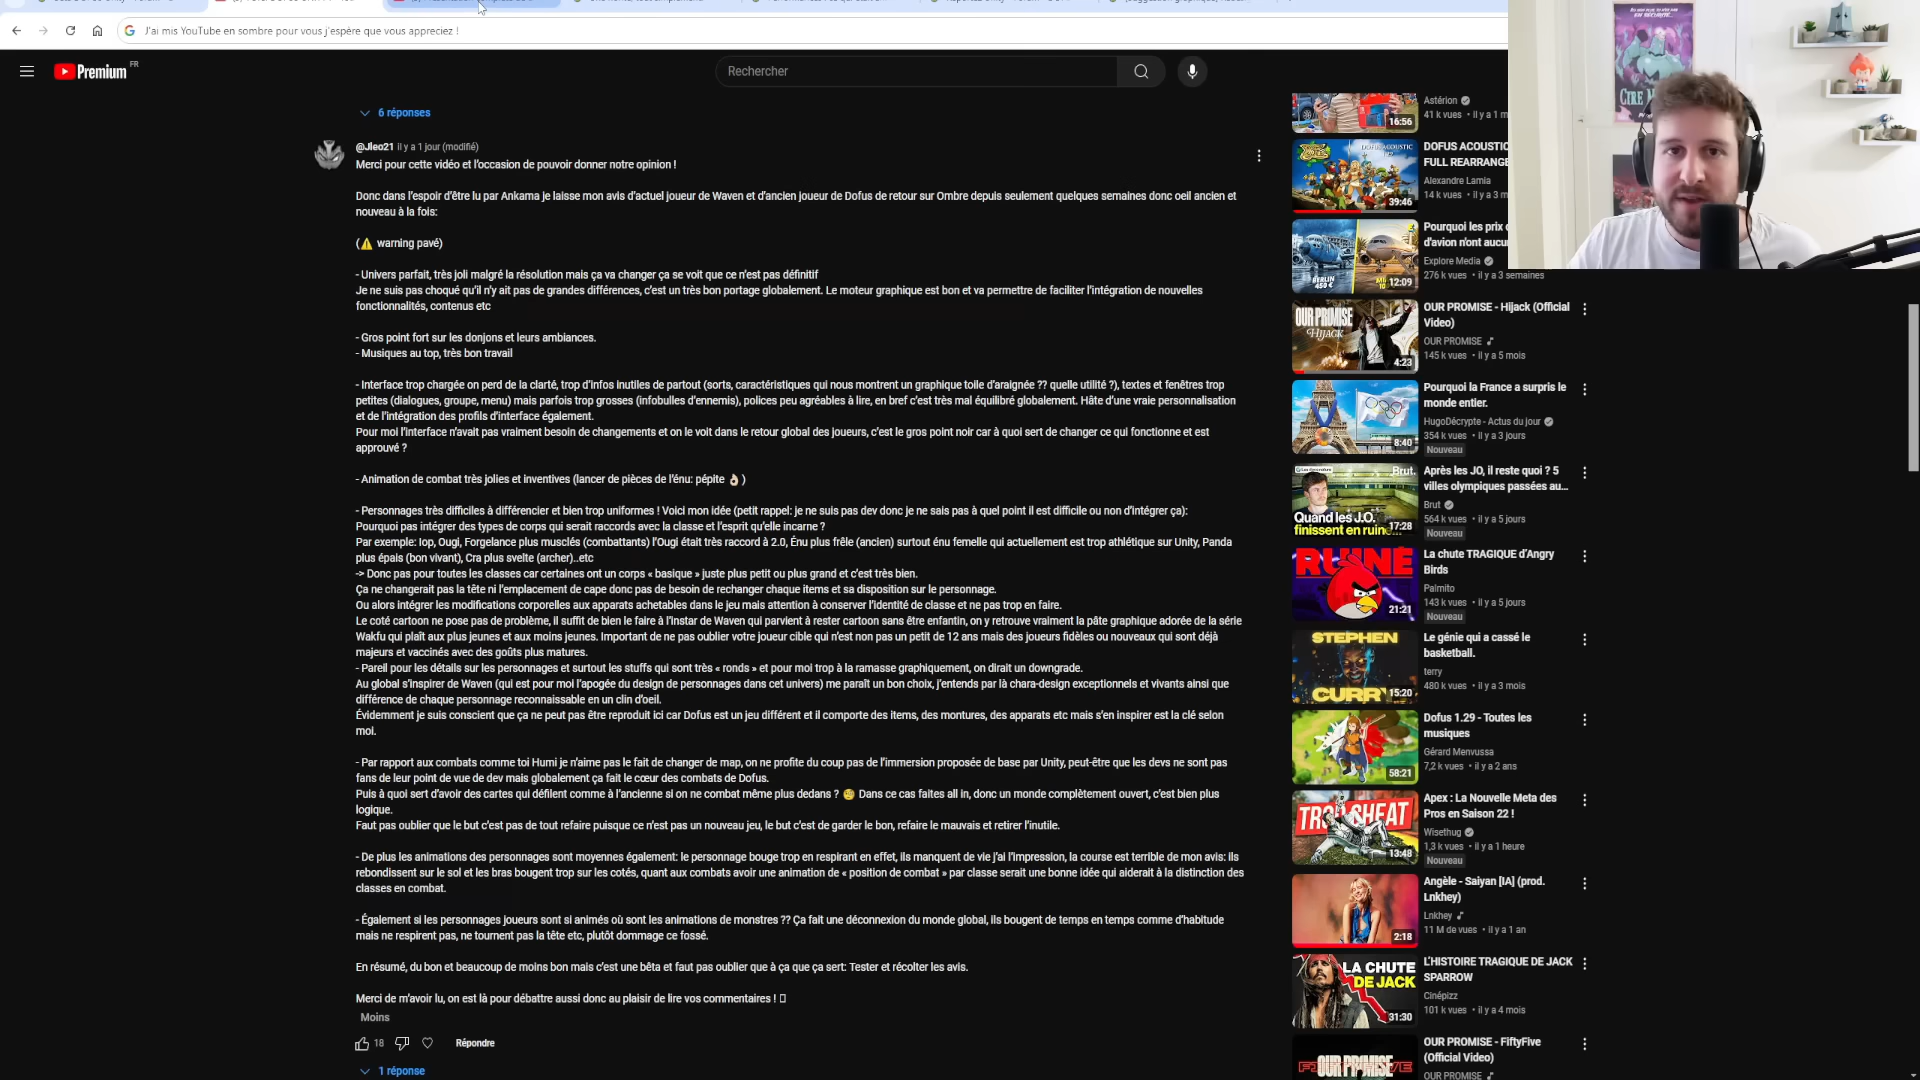 J'ai mis YouTube en sombre pour vous j'espère que vous appreciez !
Premium FR
Rechercher
6 réponses
@Jleo21 il y a 1 jour (modifié)
Merci pour cette vidéo et l'occasion de pouvoir donner notre opinion !
Donc dans l'espoir d'être lu par Ankama je laisse mon avis d'actuel joueur de Waven et d'ancien joueur de Dofus de retour sur Ombre depuis seulement quelques semaines donc oeil ancien et
nouveau à la fois:
(⚠️ warning pavé)
- Univers parfait, très joli malgré la résolution mais ça va changer ça se voit que ce n'est pas définitif
Je ne suis pas choqué qu'il n'y ait pas de grandes différences, c'est un très bon portage globalement. Le moteur graphique est bon et va permettre de faciliter l'intégration de nouvelles
fonctionnalités, contenus etc
- Gros point fort sur les donjons et leurs ambiances.
- Musiques au top, très bon travail
- Interface trop chargée on perd de la clarté, trop d'infos inutiles de partout (sorts, caractéristiques qui nous montrent un graphique toile d'araignée ?? quelle utilité ?), textes et fenêtres trop
petites (dialogues, groupe, menu) mais parfois trop grosses (infobulles d'ennemis), polices peu agréables à lire, en bref c'est très mal équilibré globalement. Hâte d'une vraie personnalisation
et de l'intégration des profils d'interface également.
Pour moi l'interface n'avait pas vraiment besoin de changements et on le voit dans le retour global des joueurs, c'est le gros point noir car à quoi sert de changer ce qui fonctionne et est
approuvé ?
- Animation de combat très jolies et inventives (lancer de pièces de l'énu: pépite 👌🏻)
- Personnages très difficiles à différencier et bien trop uniformes ! Voici mon idée (petit rappel: je ne suis pas dev donc je ne sais pas à quel point il est difficile ou non d'intégrer ça):
Pourquoi pas intégrer des types de corps qui serait raccords avec la classe et l'esprit qu'elle incarne ?
Par exemple: Iop, Ougi, Forgelance plus musclés (combattants) l'Ougi était très raccord à 2.0, Énu plus frêle (ancien) surtout énu femelle qui actuellement est trop athlétique sur Unity, Panda
plus épais (bon vivant), Cra plus svelte (archer)..etc
-> Donc pas pour toutes les classes car certaines ont un corps « basique » juste plus petit ou plus grand et c'est très bien.
Ça ne changerait pas la tête ni l'emplacement de cape donc pas de besoin de rechanger chaque items et sa disposition sur le personnage.
Ou alors intégrer les modifications corporelles aux apparats achetables dans le jeu mais attention à conserver l'identité de classe et ne pas trop en faire.
Le coté cartoon ne pose pas de problème, il suffit de bien le faire à l'instar de Waven qui parvient à rester cartoon sans être enfantin, on y retrouve vraiment la pâte graphique adorée de la série
Wakfu qui plaît aux plus jeunes et aux moins jeunes. Important de ne pas oublier votre joueur cible qui n'est non pas un petit de 12 ans mais des joueurs fidèles ou nouveaux qui sont déjà
majeurs et vaccinés avec des goûts plus matures.
- Pareil pour les détails sur les personnages et surtout les stuffs qui sont très « ronds » et pour moi trop à la ramasse graphiquement, on dirait un downgrade.
Au global s'inspirer de Waven (qui est pour moi l'apogée du design de personnages dans cet univers) me paraît un bon choix, j'entends par là chara-design exceptionnels et vivants ainsi que
différence de chaque personnage reconnaissable en un clin d'oeil.
Évidemment je suis conscient que ça ne peut pas être reproduit ici car Dofus est un jeu différent et il comporte des items, des montures, des apparats etc mais s'en inspirer est la clé selon
moi.
- Par rapport aux combats comme toi Humi je n'aime pas le fait de changer de map, on ne profite du coup pas de l'immersion proposée de base par Unity, peut-être que les devs ne sont pas
fans de leur point de vue de dev mais globalement ça fait le cœur des combats de Dofus.
Puis à quoi sert d'avoir des cartes qui défilent comme à l'ancienne si on ne combat même plus dedans ? 🧐 Dans ce cas faites all in, donc un monde complètement ouvert, c'est bien plus
logique.
Faut pas oublier que le but c'est pas de tout refaire puisque ce n'est pas un nouveau jeu, le but c'est de garder le bon, refaire le mauvais et retirer l'inutile.
- De plus les animations des personnages sont moyennes également: le personnage bouge trop en respirant en effet, ils manquent de vie j'ai l'impression, la course est terrible de mon avis: ils
rebondissent sur le sol et les bras bougent trop sur les cotés, quant aux combats avoir une animation de « position de combat » par classe serait une bonne idée qui aiderait à la distinction des
classes en combat.
- Également si les personnages joueurs sont si animés où sont les animations de monstres ?? Ça fait une déconnexion du monde global, ils bougent de temps en temps comme d'habitude
mais ne respirent pas, ne tournent pas la tête etc, plutôt dommage ce fossé.
En résumé, du bon et beaucoup de moins bon mais c'est une bêta et faut pas oublier que à ça que ça sert: Tester et récolter les avis.
Merci de m'avoir lu, on est là pour débattre aussi donc au plaisir de lire vos commentaires !
Moins
18 Répondre
1 réponse
16:56
Astérion
41 k vues • il y a 1 m
39:46
DOFUS ACOUSTIC
FULL REARRANGE
Alexandre Lamia
14 k vues • il y a 3 m
BERLIN
450 €
12:09
Pourquoi les prix
d'avion n'ont aucu
Explore Media
276 k vues • il y a 3 semaines
OUR PROMISE
HIJACK
4:23
OUR PROMISE - Hijack (Official
Video)
OUR PROMISE
145 k vues • il y a 5 mois
8:40
Pourquoi la France a surpris le
monde entier.
HugoDécrypte - Actus du jour
354 k vues • il y a 3 jours
Nouveau
Brut.
Quand les J.O.
finissent en ruine
17:28
Après les JO, il reste quoi ? 5
villes olympiques passées au...
Brut
564 k vues • il y a 5 jours
Nouveau
RUINÉ
21:21
La chute TRAGIQUE d'Angry
Birds
Palmito
143 k vues • il y a 5 jours
Nouveau
STEPHEN
CURRY
15:20
Le génie qui a cassé le
basketball.
terry
480 k vues • il y a 3 mois
58:21
Dofus 1.29 - Toutes les
musiques
Gérard Menvussa
7,2 k vues • il y a 2 ans
TROP CHEAT
13:48
Apex : La Nouvelle Meta des
Pros en Saison 22 !
Wisethug
1,3 k vues • il y a 1 heure
Nouveau
2:18
Angèle - Saiyan [IA] (prod.
Lnkhey)
Lnkhey
11 M de vues • il y a 1 an
LA CHUTE
DE JACK
31:30
L'HISTOIRE TRAGIQUE DE JACK
SPARROW
Cinépizz
101 k vues • il y a 4 mois
OUR PROMISE
OUR PROMISE - FiftyFive
(Official Video)
OUR PROMISE